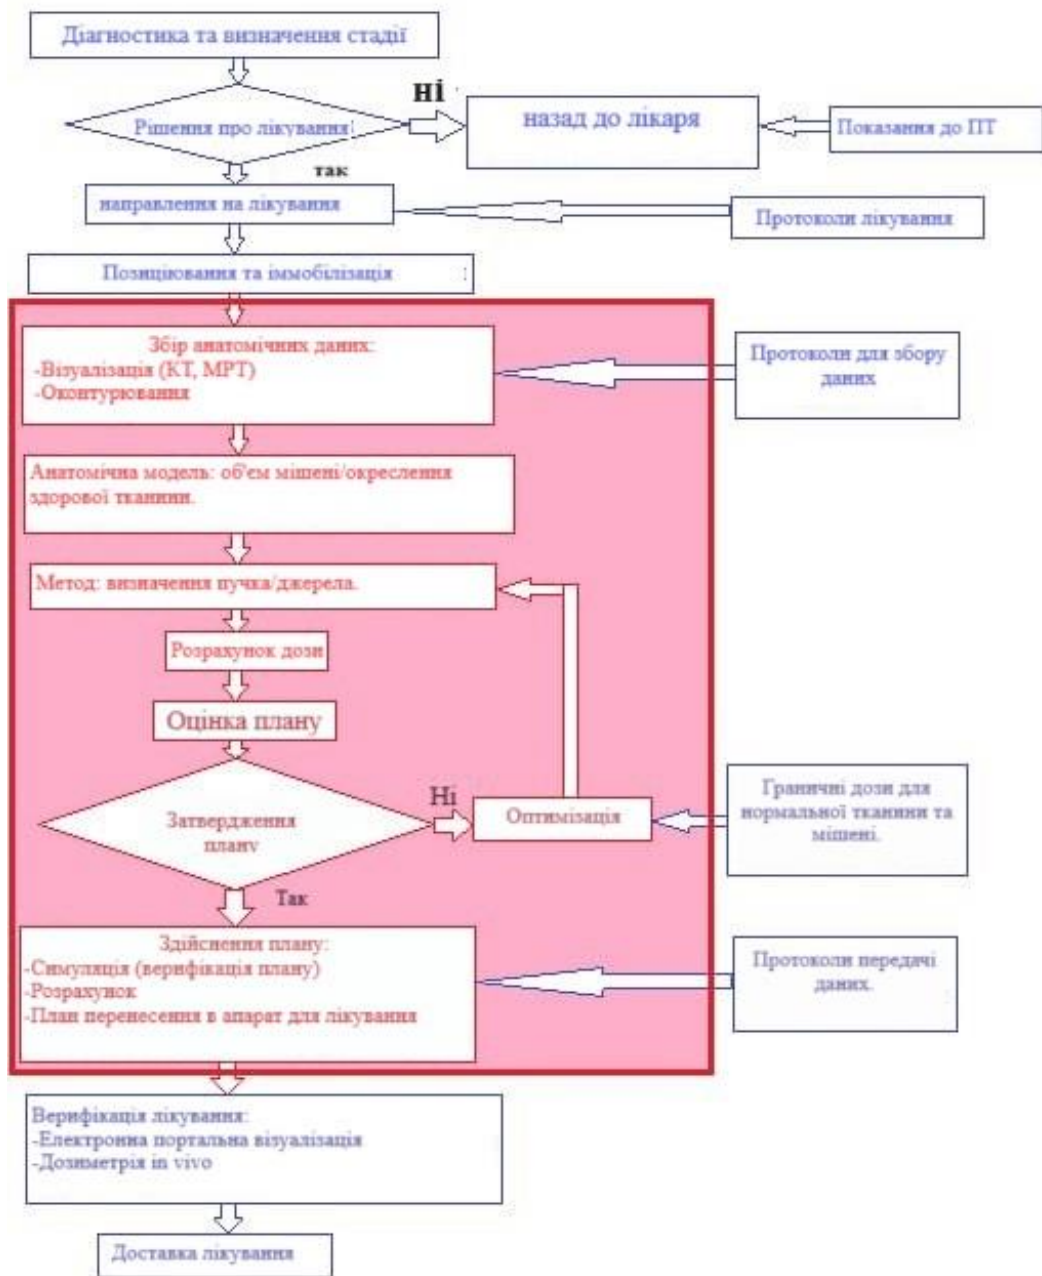 Діагностика та визначення стадії
Рішення про лікування
ні
назад до лікаря
Показання до ПТ
так
направлення на лікування
Протоколи лікування
Позиціювання та іммобілізація
Збір анатомічних даних:
-Візуалізація (КТ, МРТ)
-Оконтурювання
Протоколи для збору
даних
Анатомічна модель: об'єм мішені/окреслення
здорової тканини.
Метод: визначення пучка/джерела.
Розрахунок дози
Оцінка плану
Затвердження
плану
Ні
Оптимізація
Граничні дози для
нормальної тканини та
мішені.
Так
Здійснення плану:
-Симуляція (верифікація плану)
-Розрахунок
-План перенесення в апарат для лікування
Протоколи передачі
даних.
Верифікація лікування:
-Електронна портальна візуалізація
-Дозиметрія in vivo
Доставка лікування